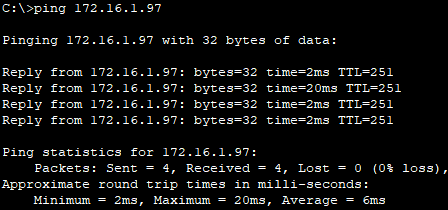 C:\>ping 172.16.1.97
Pinging 172.16.1.97 with 32 bytes of data:
Reply from 172.16.1.97: bytes=32 time=2ms TTL=251
Reply from 172.16.1.97: bytes=32 time=20ms TTL=251
Reply from 172.16.1.97: bytes=32 time=2ms TTL=251
Reply from 172.16.1.97: bytes=32 time=2ms TTL=251
Ping statistics for 172.16.1.97:
    Packets: Sent = 4, Received = 4, Lost = 0 (0% loss),
Approximate round trip times in milli-seconds:
    Minimum = 2ms, Maximum = 20ms, Average = 6ms